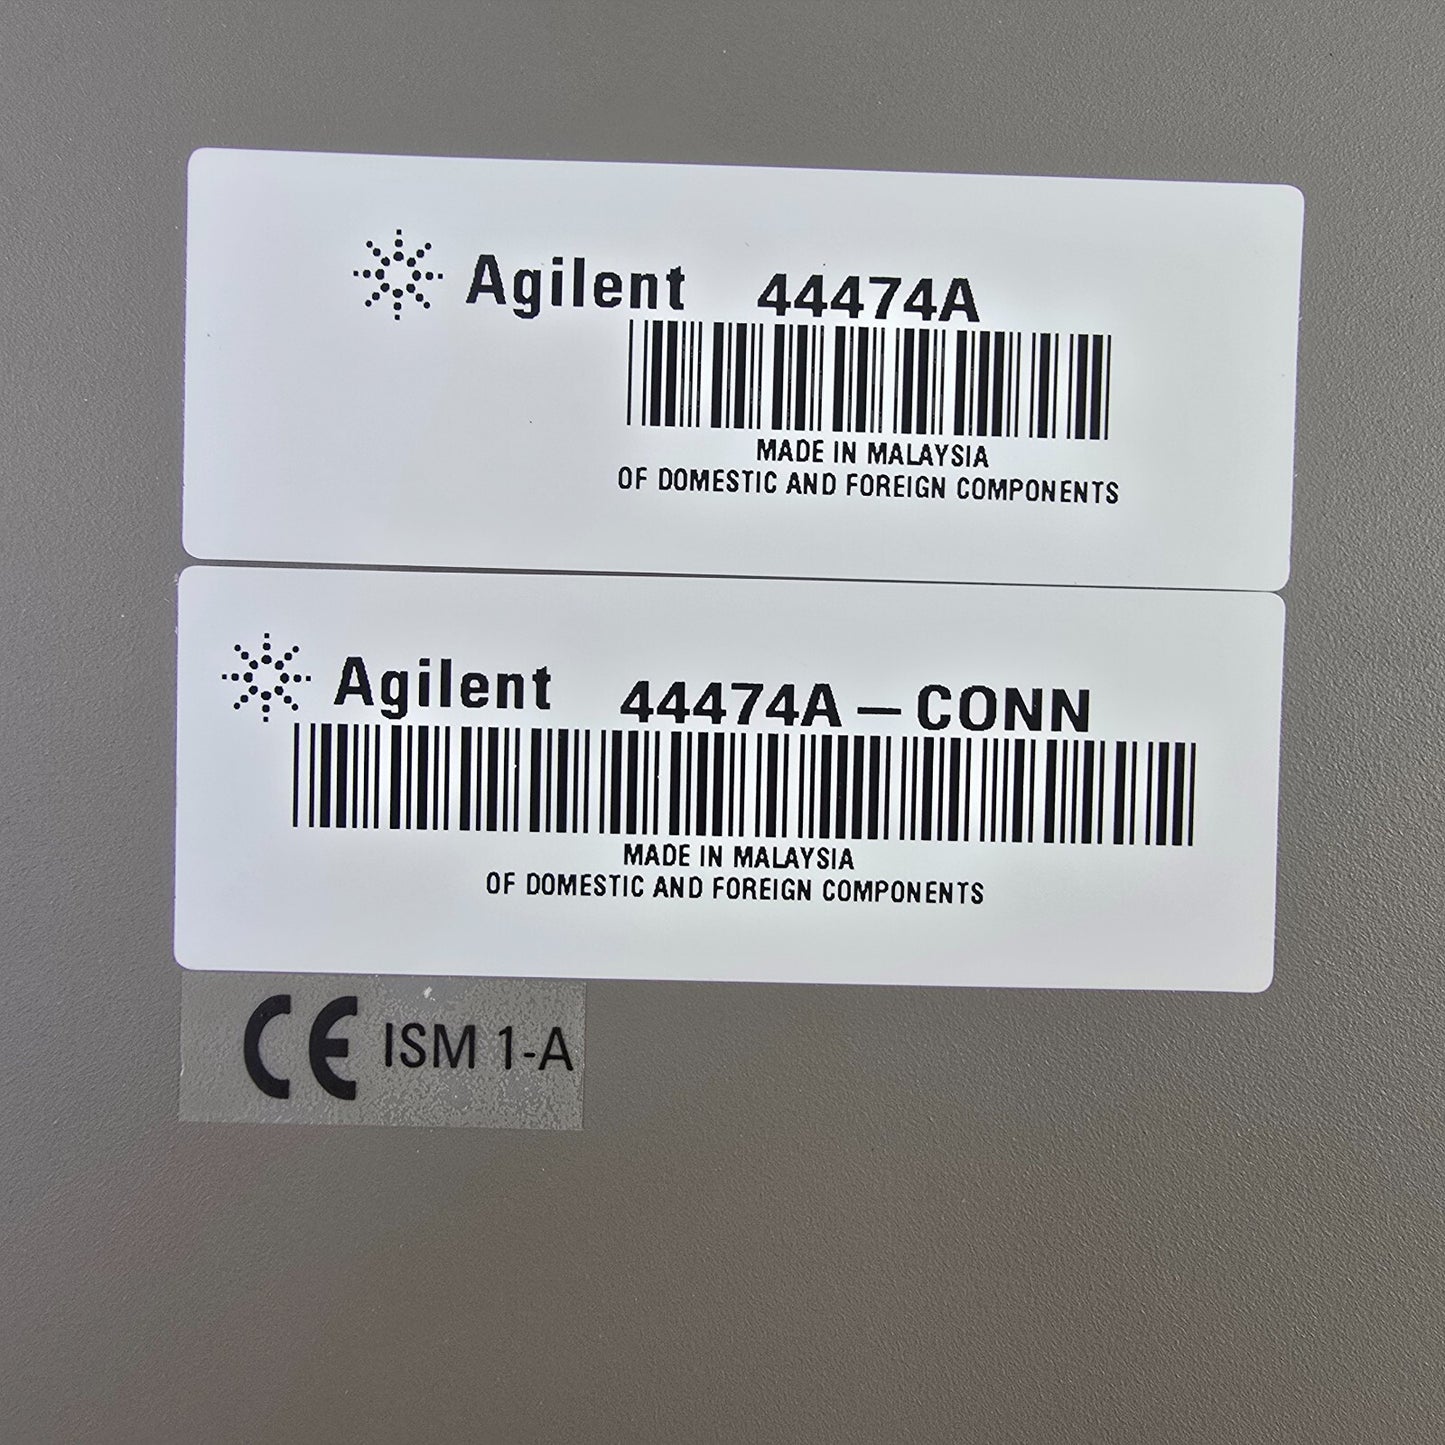 Agilent 44474A
MADE IN MALAYSIA
OF DOMESTIC AND FOREIGN COMPONENTS
Agilent 44474A-CONN
MADE IN MALAYSIA
OF DOMESTIC AND FOREIGN COMPONENTS
CE ISM 1-A